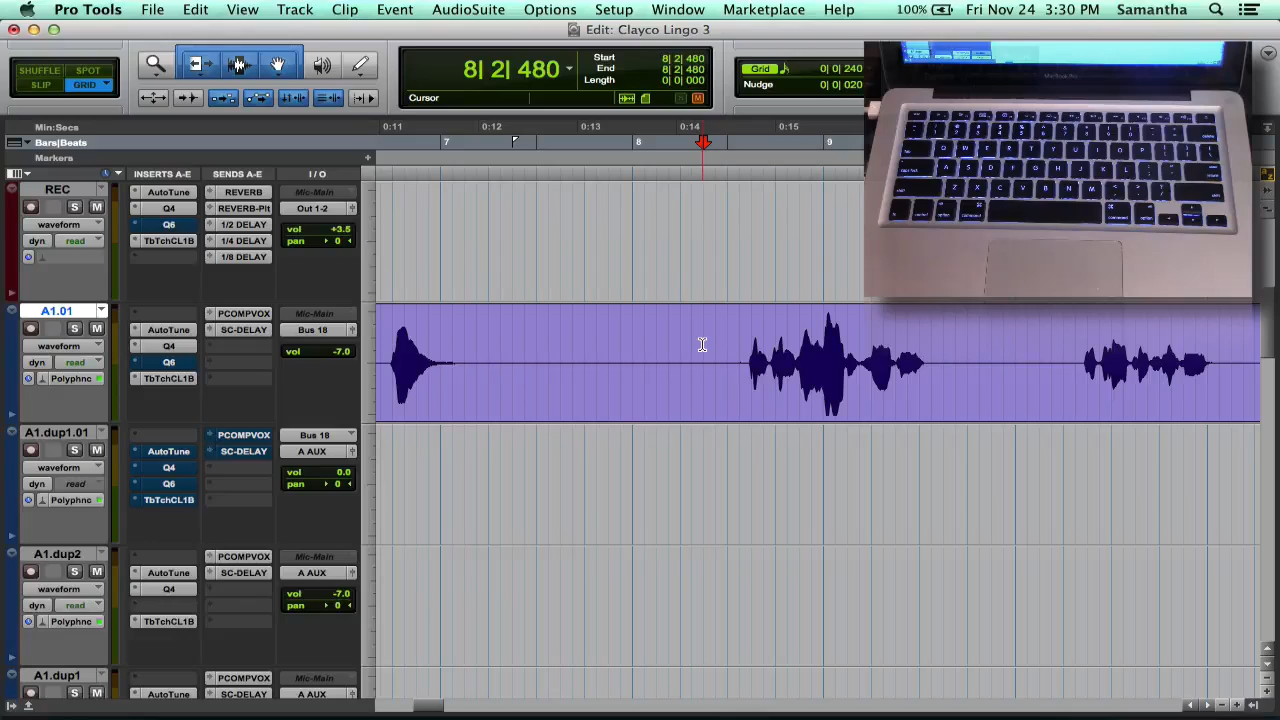 Pro Tools File Edit View Track Clip Event AudioSuite Options Setup Window Marketplace Help 100% Fri Nov 24 3:30 PM Samantha
Edit: Clayco Lingo 3
SHUFFLE SPOT
SLIP GRID
8| 2| 480
Start 8| 2| 480
End 8| 2| 480
Length 0| 0| 000
Cursor
Grid 0| 0| 240
Nudge 0| 0| 020
Min:Secs 0:11 0:12 0:13 0:14 0:15
Bars|Beats 7 8 9
Markers
INSERTS A-E SENDS A-E I / O
REC AutoTune REVERB Mic-Main
S M Q4 REVERB-Plt Out 1-2
waveform Q6 1/2 DELAY vol +3.5
dyn read TbTchCL1B 1/4 DELAY pan 0
1/8 DELAY
A1.01 PCOMPVOX Mic-Main
S M AutoTune SC-DELAY Bus 18
waveform Q4 vol -7.0
dyn read Q6
Polyphnc TbTchCL1B
A1.dup1.01 PCOMPVOX Bus 18
S M AutoTune SC-DELAY A AUX
waveform Q4 vol 0.0
dyn read Q6 pan 0
Polyphnc TbTchCL1B
A1.dup2 PCOMPVOX Mic-Main
S M AutoTune SC-DELAY A AUX
waveform Q4 vol -7.0
dyn read pan 0
Polyphnc TbTchCL1B
A1.dup1 PCOMPVOX Mic-Main
S M AutoTune SC-DELAY A AUX